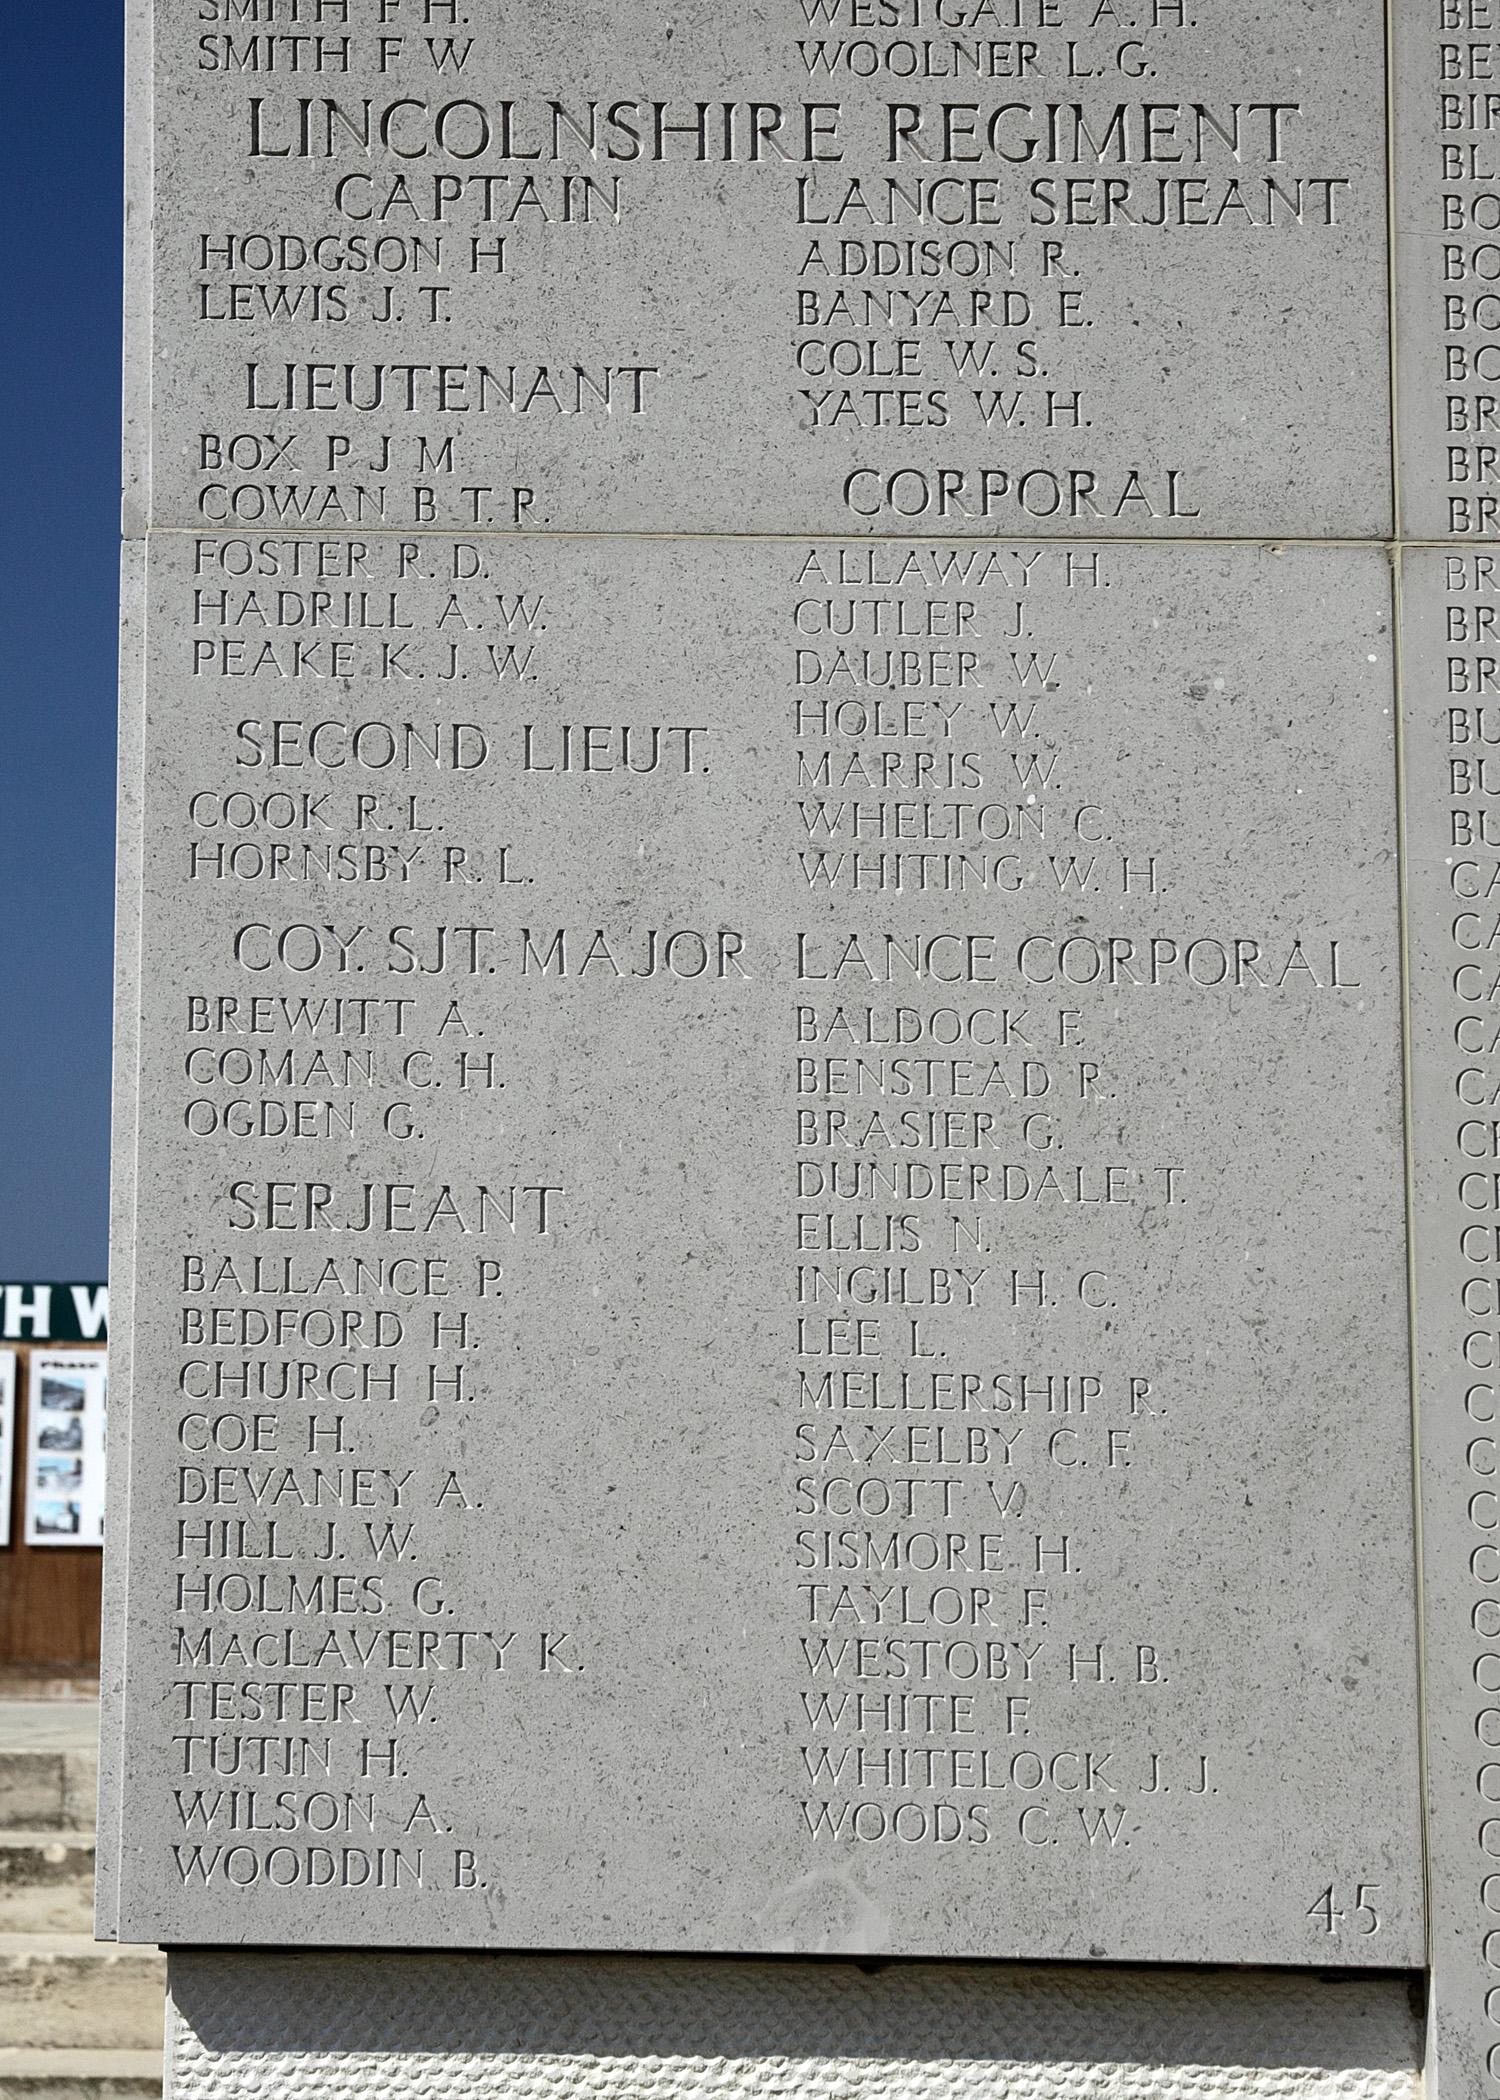 SMITH F H.
SMITH F W
WESTGATE A. H.
WOOLNER L. G.
LINCOLNSHIRE REGIMENT
CAPTAIN
HODGSON H
LEWIS J. T.
LIEUTENANT
BOX P J M
COWAN B T. R.
FOSTER R. D.
HADRILL A. W.
PEAKE K. J. W.
SECOND LIEUT.
COOK R. L.
HORNSBY R. L.
COY. SJT. MAJOR
BREWITT A.
COMAN C. H.
OGDEN G.
SERJEANT
BALLANCE P.
BEDFORD H.
CHURCH H.
COE H.
DEVANEY A.
HILL J. W.
HOLMES G.
MACLAVERTY K.
TESTER W.
TUTIN H.
WILSON A.
WOODDIN B.
LANCE SERJEANT
ADDISON R.
BANYARD E.
COLE W. S.
YATES W. H.
CORPORAL
ALLAWAY H.
CUTLER J.
DAUBER W.
HOLEY W.
MARRIS W.
WHELTON C.
WHITING W. H.
LANCE CORPORAL
BALDOCK F.
BENSTEAD R.
BRASIER G.
DUNDERDALE T.
ELLIS N.
INGILBY H. C.
LEE L.
MELLERSHIP R.
SAXELBY C. F.
SCOTT V.
SISMORE H.
TAYLOR F.
WESTOBY H. B.
WHITE F.
WHITELOCK J. J.
WOODS C. W.
45